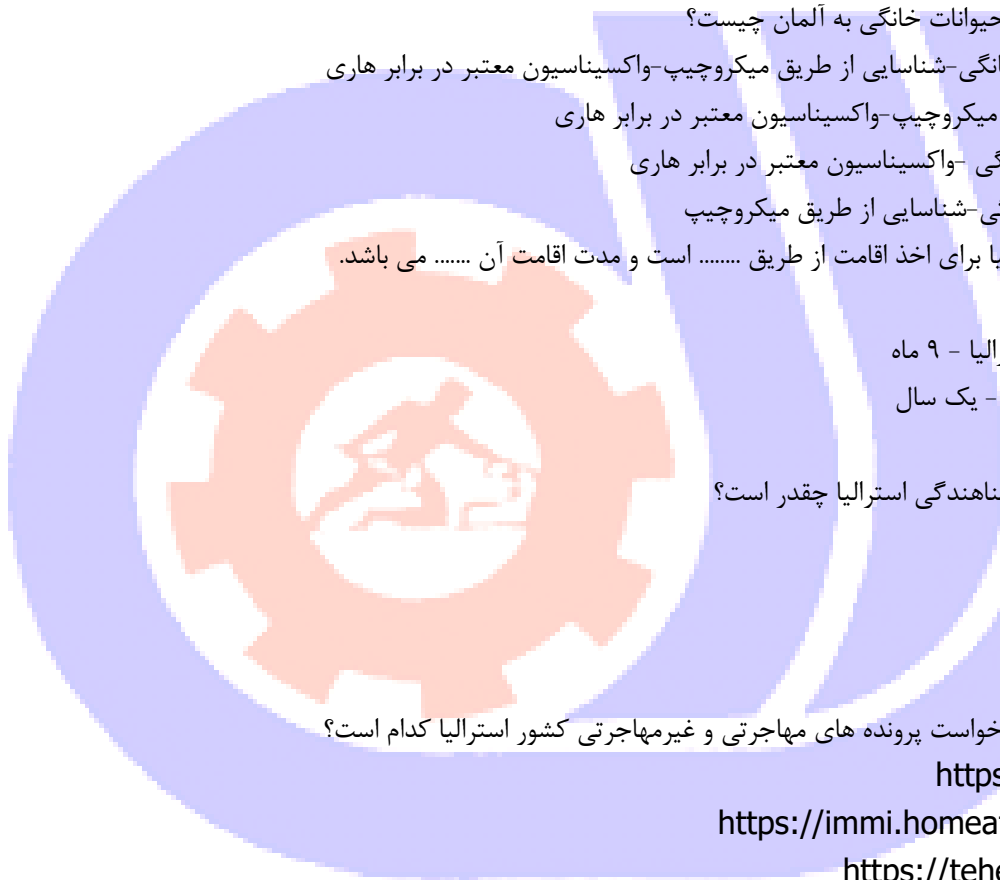 حیوانات خانگی به آلمان چیست؟
انگی-شناسایی از طریق میکروچیپ-واکسیناسیون معتبر در برابر هاری
میکروچیپ-واکسیناسیون معتبر در برابر هاری
گی -واکسیناسیون معتبر در برابر هاری
نی-شناسایی از طریق میکروچیپ
یا برای اخذ اقامت از طریق ........ است و مدت اقامت آن ....... می باشد.
رالیا - ۹ ماه
- یک سال
ناهندگی استرالیا چقدر است؟
خواست پرونده های مهاجرتی و غیرمهاجرتی کشور استرالیا کدام است؟
https
https://immi.homea
https://tehe